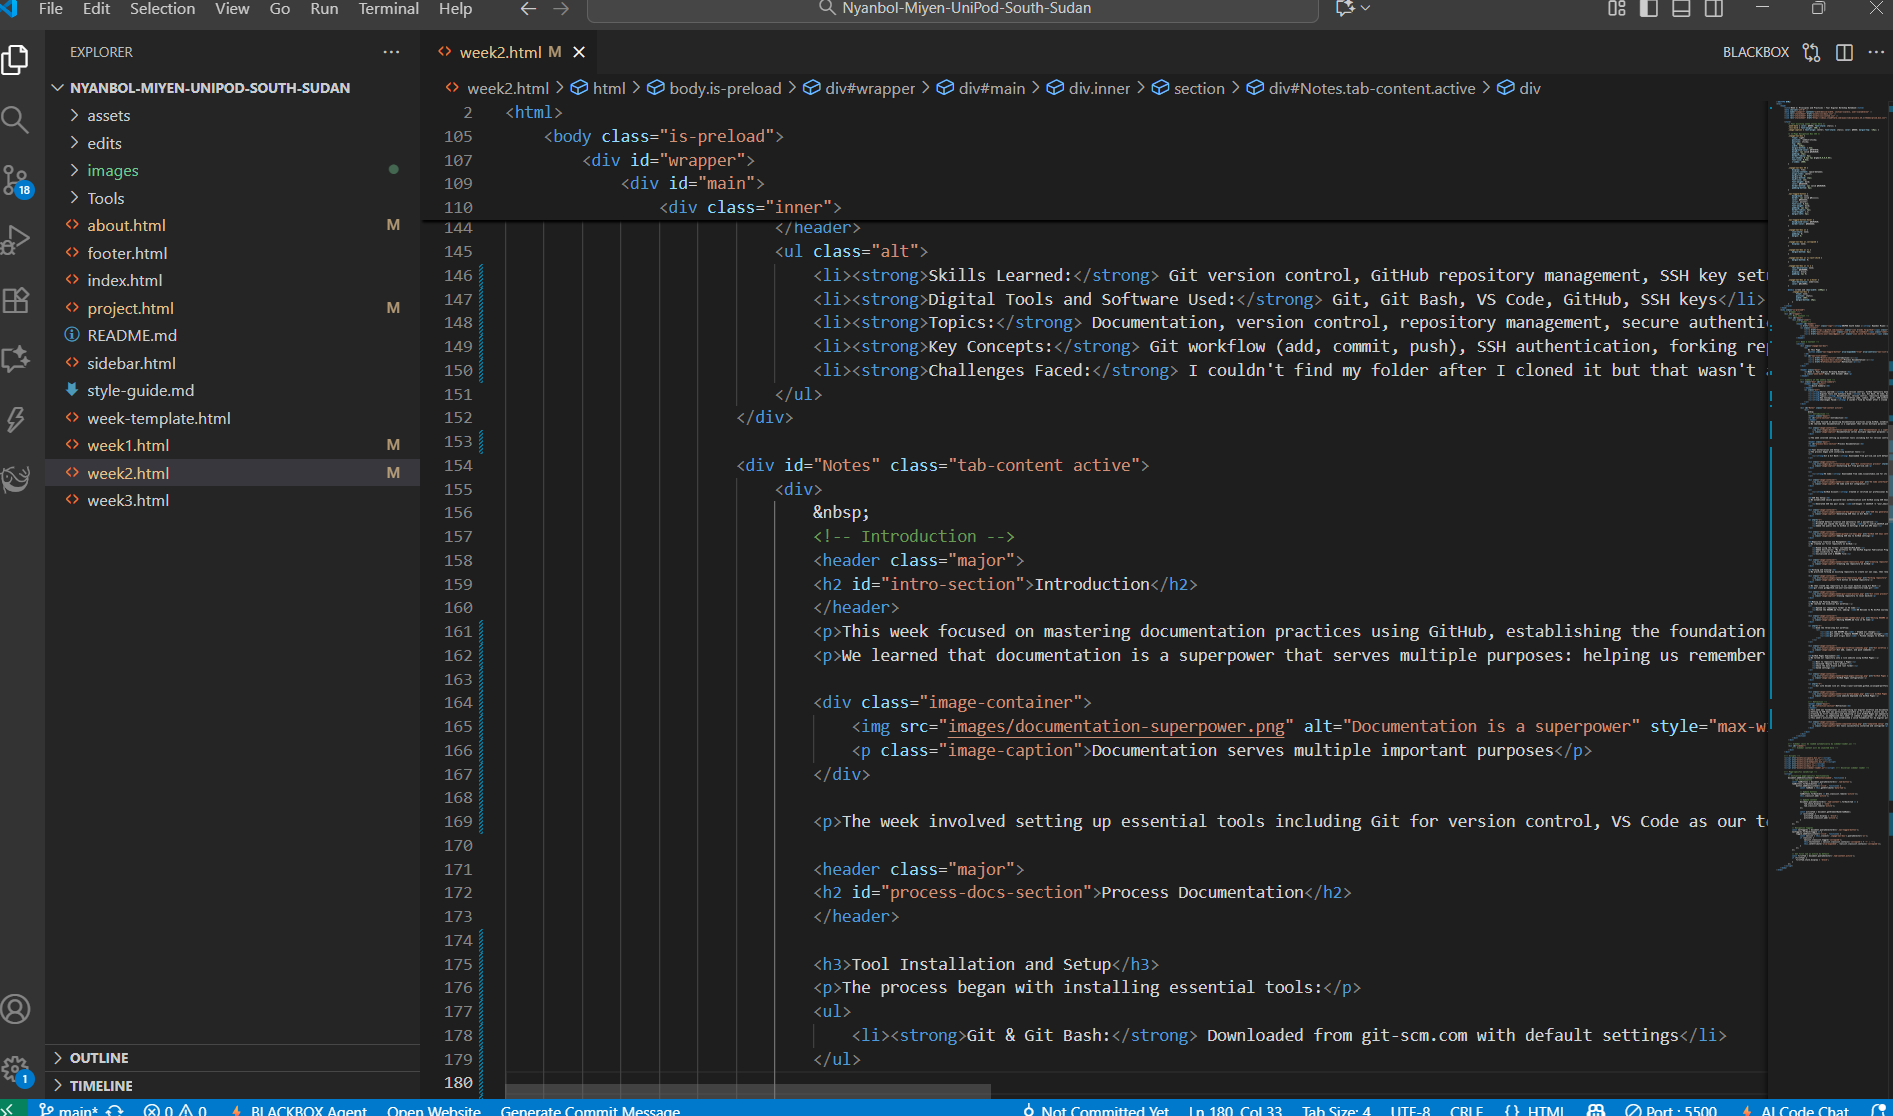 File Edit Selection View Go Run Terminal Help
Nyanbol-Miyen-UniPod-South-Sudan
EXPLORER
NYANBOL-MIYEN-UNIPOD-SOUTH-SUDAN
assets
edits
images
Tools
about.html M
footer.html
index.html
project.html M
README.md
sidebar.html
style-guide.md
week-template.html
week1.html M
week2.html M
week3.html
OUTLINE
TIMELINE
18
1
week2.html M
BLACKBOX
week2.html > html > body.is-preload > div#wrapper > div#main > div.inner > section > div#Notes.tab-content.active > div
2 <html>
105 <body class="is-preload">
107 <div id="wrapper">
109 <div id="main">
110 <div class="inner">
144 </header>
145 <ul class="alt">
146 <li><strong>Skills Learned:</strong> Git version control, GitHub repository management, SSH key set
147 <li><strong>Digital Tools and Software Used:</strong> Git, Git Bash, VS Code, GitHub, SSH keys</li>
148 <li><strong>Topics:</strong> Documentation, version control, repository management, secure authenti
149 <li><strong>Key Concepts:</strong> Git workflow (add, commit, push), SSH authentication, forking re
150 <li><strong>Challenges Faced:</strong> I couldn't find my folder after I cloned it but that wasn't
151 </ul>
152 </div>
153
154 <div id="Notes" class="tab-content active">
155 <div>
156 &nbsp;
157 <!-- Introduction -->
158 <header class="major">
159 <h2 id="intro-section">Introduction</h2>
160 </header>
161 <p>This week focused on mastering documentation practices using GitHub, establishing the foundation
162 <p>We learned that documentation is a superpower that serves multiple purposes: helping us remember
163
164 <div class="image-container">
165 <img src="images/documentation-superpower.png" alt="Documentation is a superpower" style="max-w
166 <p class="image-caption">Documentation serves multiple important purposes</p>
167 </div>
168
169 <p>The week involved setting up essential tools including Git for version control, VS Code as our t
170
171 <header class="major">
172 <h2 id="process-docs-section">Process Documentation</h2>
173 </header>
174
175 <h3>Tool Installation and Setup</h3>
176 <p>The process began with installing essential tools:</p>
177 <ul>
178 <li><strong>Git & Git Bash:</strong> Downloaded from git-scm.com with default settings</li>
179 </ul>
180
main* 0 0 BLACKBOX Agent Open Website Generate Commit Message Not Committed Yet Ln 180, Col 33 Tab Size: 4 UTF-8 CRLF {} HTML Port : 5500 AI Code Chat